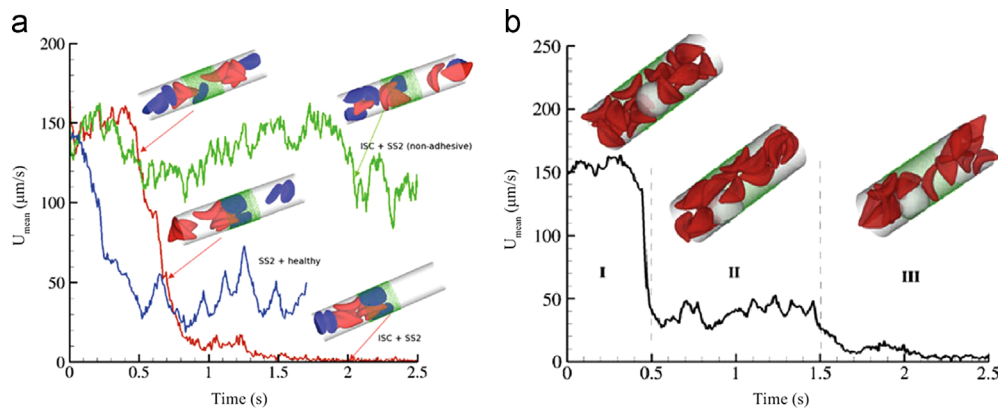 a
b
200
150
100
50
0
U mean (μm/s)
0
0.5
1
1.5
2
2.5
Time (s)
ISC + SS2 (non-adhesive)
SS2 + healthy
ISC + SS2
250
200
150
100
50
0
U mean (μm/s)
I
II
III
0
0.5
1
1.5
2
2.5
Time (s)